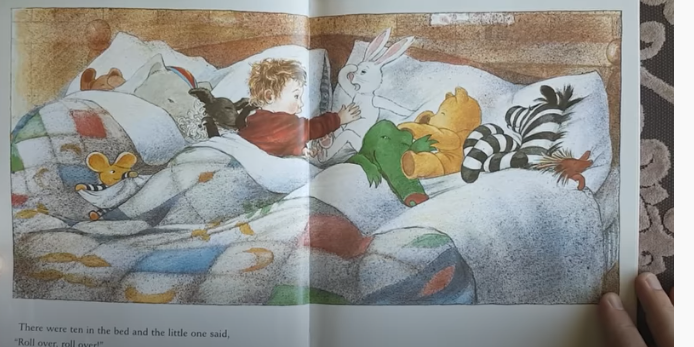 There were ten in the bed and the little one said,
"Roll over, roll over!"